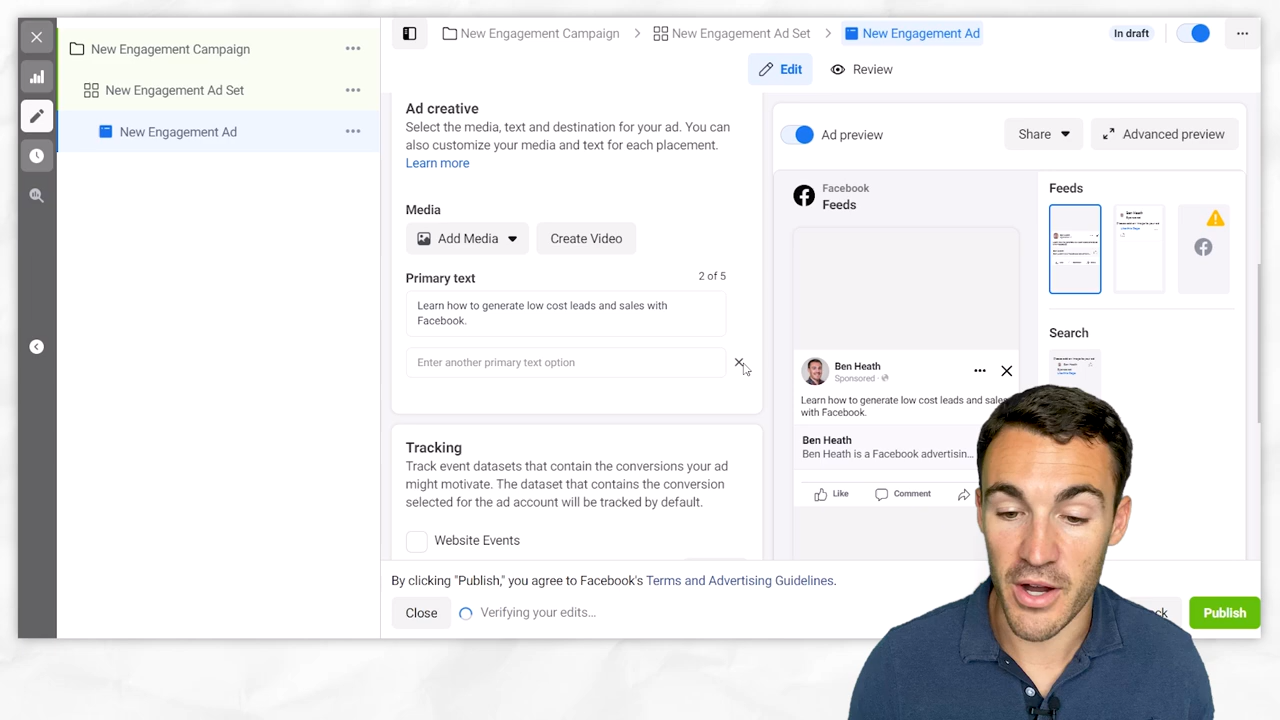 New Engagement Campaign
New Engagement Ad Set
New Engagement Ad
New Engagement Campaign
New Engagement Ad Set
New Engagement Ad
In draft
Edit
Review
Ad creative
Select the media, text and destination for your ad. You can
also customize your media and text for each placement.
Learn more
Media
Add Media
Create Video
Primary text
2 of 5
Learn how to generate low cost leads and sales with
Facebook.
Enter another primary text option
Tracking
Track event datasets that contain the conversions your ad
might motivate. The dataset that contains the conversion
selected for the ad account will be tracked by default.
Website Events
Ad preview
Share
Advanced preview
Facebook
Feeds
Ben Heath
Sponsored ·
Learn how to generate low cost leads and sales
with Facebook.
Ben Heath
Ben Heath is a Facebook advertisin...
Like
Comment
Feeds
Search
By clicking "Publish," you agree to Facebook's Terms and Advertising Guidelines.
Close
Verifying your edits...
Publish